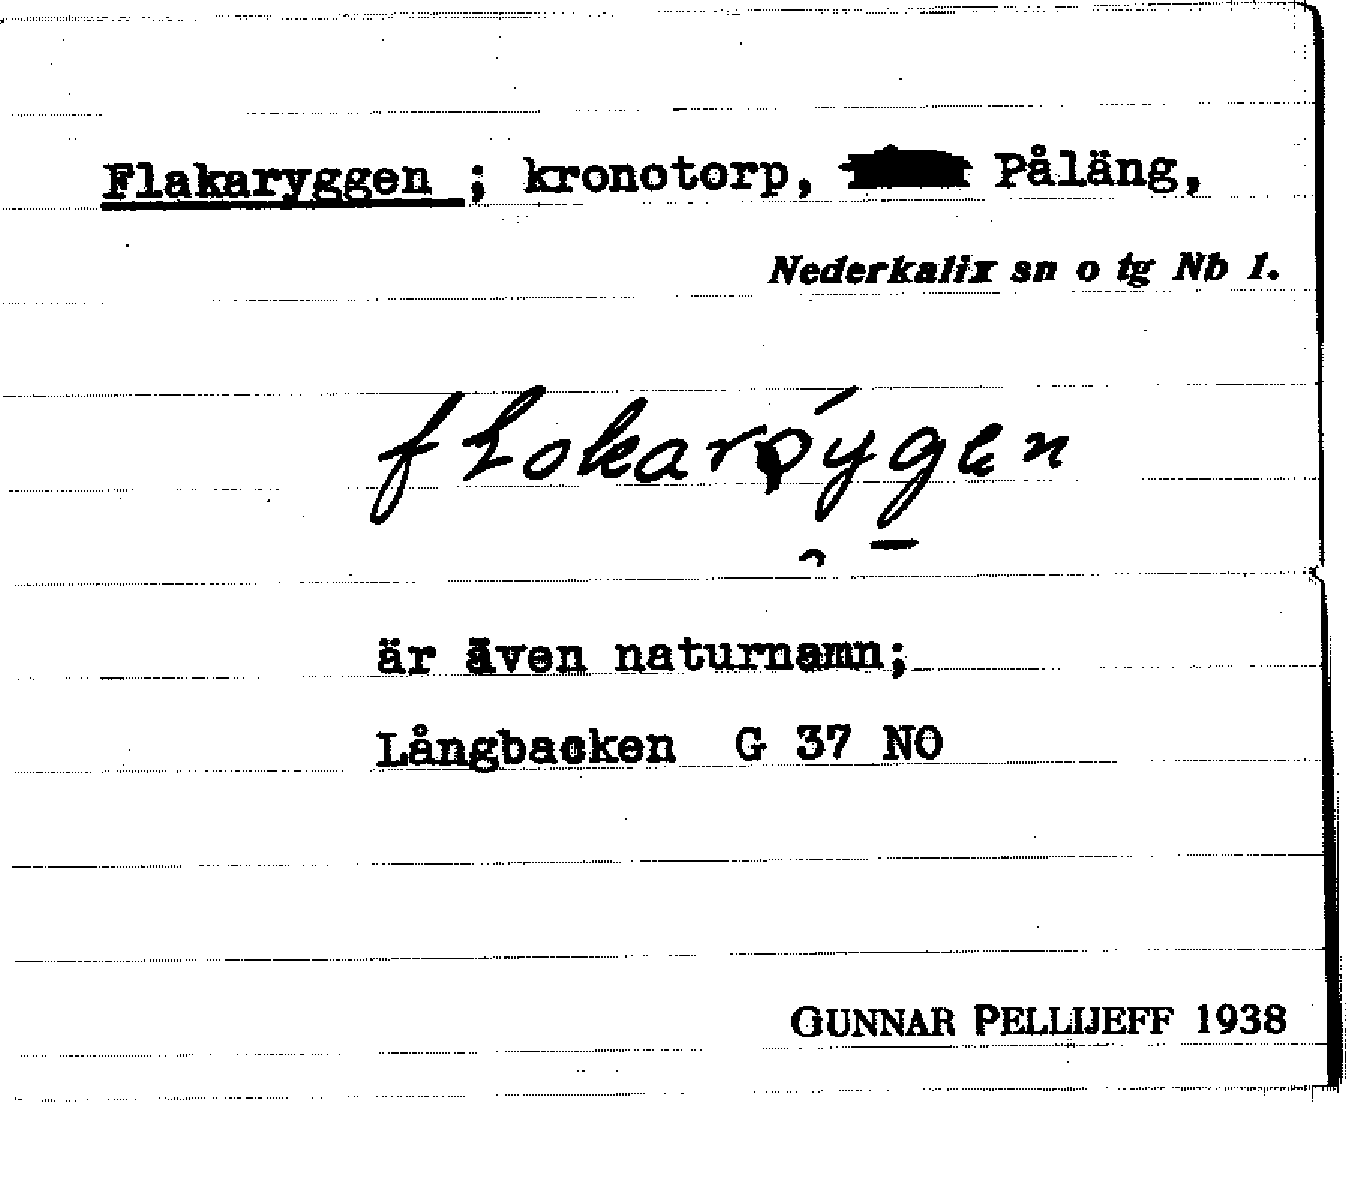 Flakaryggen ; kronotorp, Påläng,
Nederkalix sn o tg Nb 1.
är även naturnamn;
Långbacken G 37 NO
GUNNAR PELLIJEFF 1938